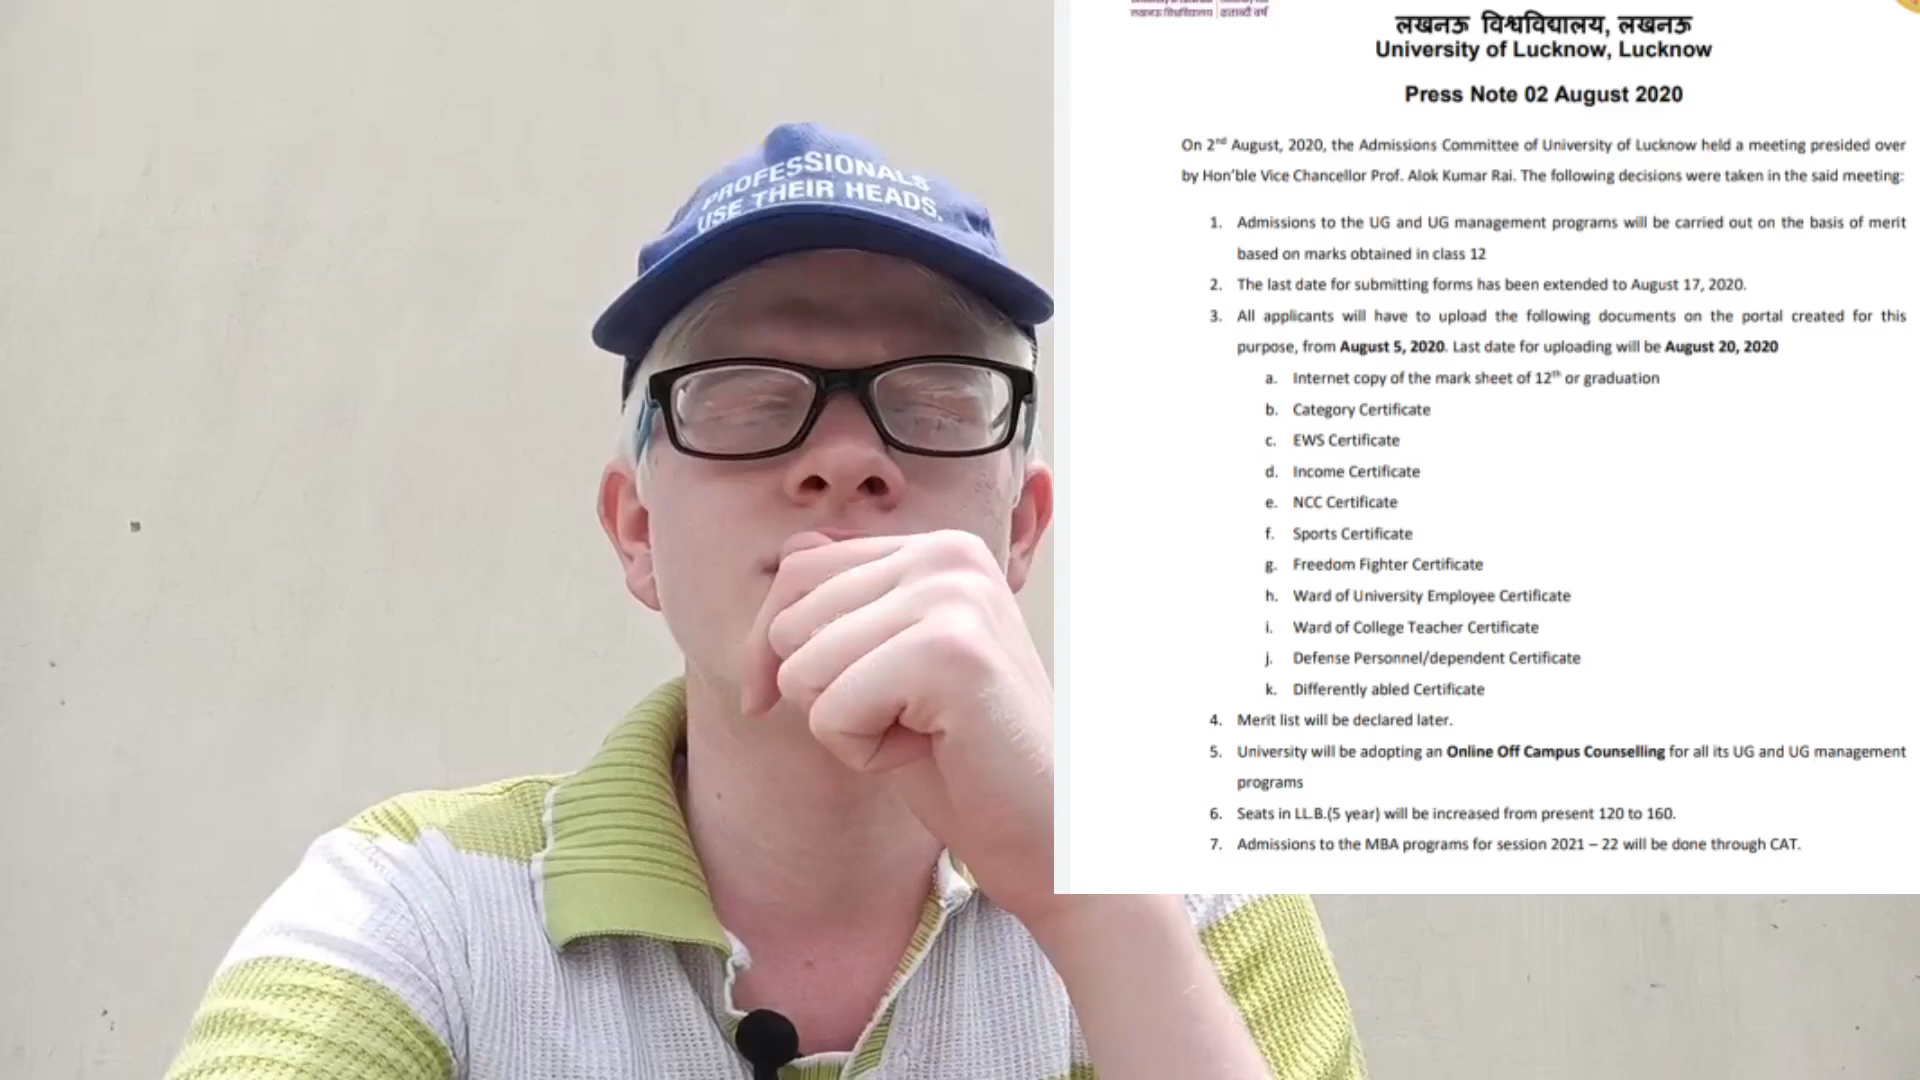 लखनऊ विश्वविद्यालय शताब्दी वर्ष
लखनऊ विश्वविद्यालय, लखनऊ
University of Lucknow, Lucknow
Press Note 02 August 2020
On 2nd August, 2020, the Admissions Committee of University of Lucknow held a meeting presided over
by Hon'ble Vice Chancellor Prof. Alok Kumar Rai. The following decisions were taken in the said meeting:
1. Admissions to the UG and UG management programs will be carried out on the basis of merit
based on marks obtained in class 12
2. The last date for submitting forms has been extended to August 17, 2020.
3. All applicants will have to upload the following documents on the portal created for this
purpose, from August 5, 2020. Last date for uploading will be August 20, 2020
a. Internet copy of the mark sheet of 12th or graduation
b. Category Certificate
c. EWS Certificate
d. Income Certificate
e. NCC Certificate
f. Sports Certificate
g. Freedom Fighter Certificate
h. Ward of University Employee Certificate
i. Ward of College Teacher Certificate
j. Defense Personnel/dependent Certificate
k. Differently abled Certificate
4. Merit list will be declared later.
5. University will be adopting an Online Off Campus Counselling for all its UG and UG management
programs
6. Seats in LL.B.(5 year) will be increased from present 120 to 160.
7. Admissions to the MBA programs for session 2021 – 22 will be done through CAT.
PROFESSIONALS
USE THEIR HEADS.